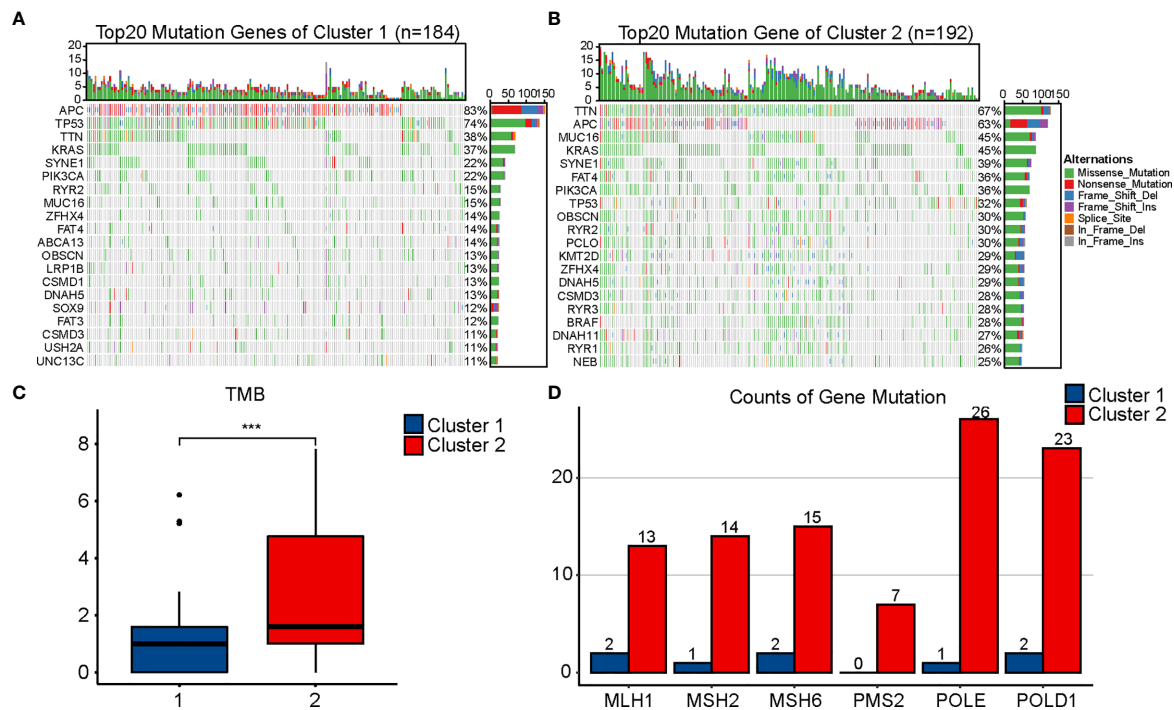 A
Top20 Mutation Genes of Cluster 1 (n=184)
20
15
10
5
0
0 50 100 150
APC 83%
TP53 74%
TTN 38%
KRAS 37%
SYNE1 22%
PIK3CA 22%
RYR2 15%
MUC16 15%
ZFHX4 14%
FAT4 14%
ABCA13 14%
OBSCN 13%
LRP1B 13%
CSMD1 13%
DNAH5 13%
SOX9 12%
FAT3 12%
CSMD3 11%
USH2A 11%
UNC13C 11%
B
Top20 Mutation Gene of Cluster 2 (n=192)
20
15
10
5
0
0 50 100 150
TTN 67%
APC 63%
MUC16 45%
KRAS 45%
SYNE1 39%
FAT4 36%
PIK3CA 36%
TP53 32%
OBSCN 30%
RYR2 30%
PCLO 30%
KMT2D 29%
ZFHX4 29%
DNAH5 29%
CSMD3 28%
RYR3 28%
BRAF 28%
DNAH11 27%
RYR1 26%
NEB 25%
Alternations
Missense_Mutation
Nonsense_Mutation
Frame_Shift_Del
Frame_Shift_Ins
Splice_Site
In_Frame_Del
In_Frame_Ins
C
TMB
Cluster 1
Cluster 2
***
8
6
4
2
0
1 2
D
Counts of Gene Mutation
Cluster 1
Cluster 2
20
10
0
2 13 1 14 2 15 0 7 1 26 2 23
MLH1 MSH2 MSH6 PMS2 POLE POLD1